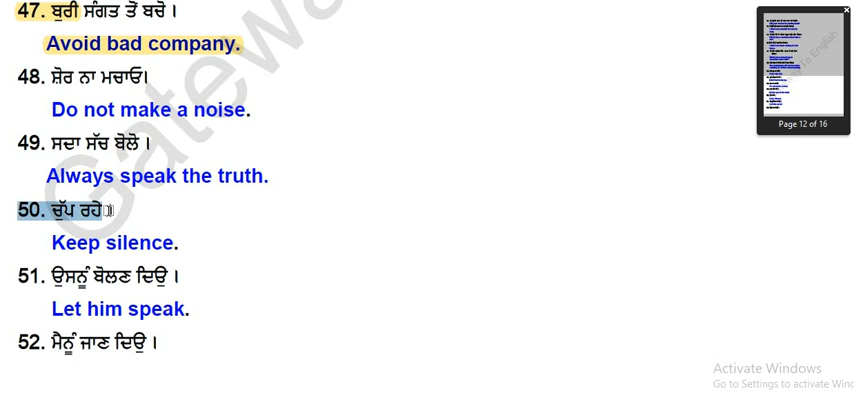 47. ਬੁਰੀ ਸੰਗਤ ਤੋਂ ਬਚੋ ।
Avoid bad company.
48. ਸ਼ੋਰ ਨਾ ਮਚਾਓ।
Do not make a noise.
49. ਸਦਾ ਸੱਚ ਬੋਲੋ ।
Always speak the truth.
50. ਚੁੱਪ ਰਹੋ
Keep silence.
51. ਉਸਨੂੰ ਬੋਲਣ ਦਿਉ ।
Let him speak.
52. ਮੈਨੂੰ ਜਾਣ ਦਿਉ ।
Gateway
Page 12 of 16
Activate Windows
Go to Settings to activate Win